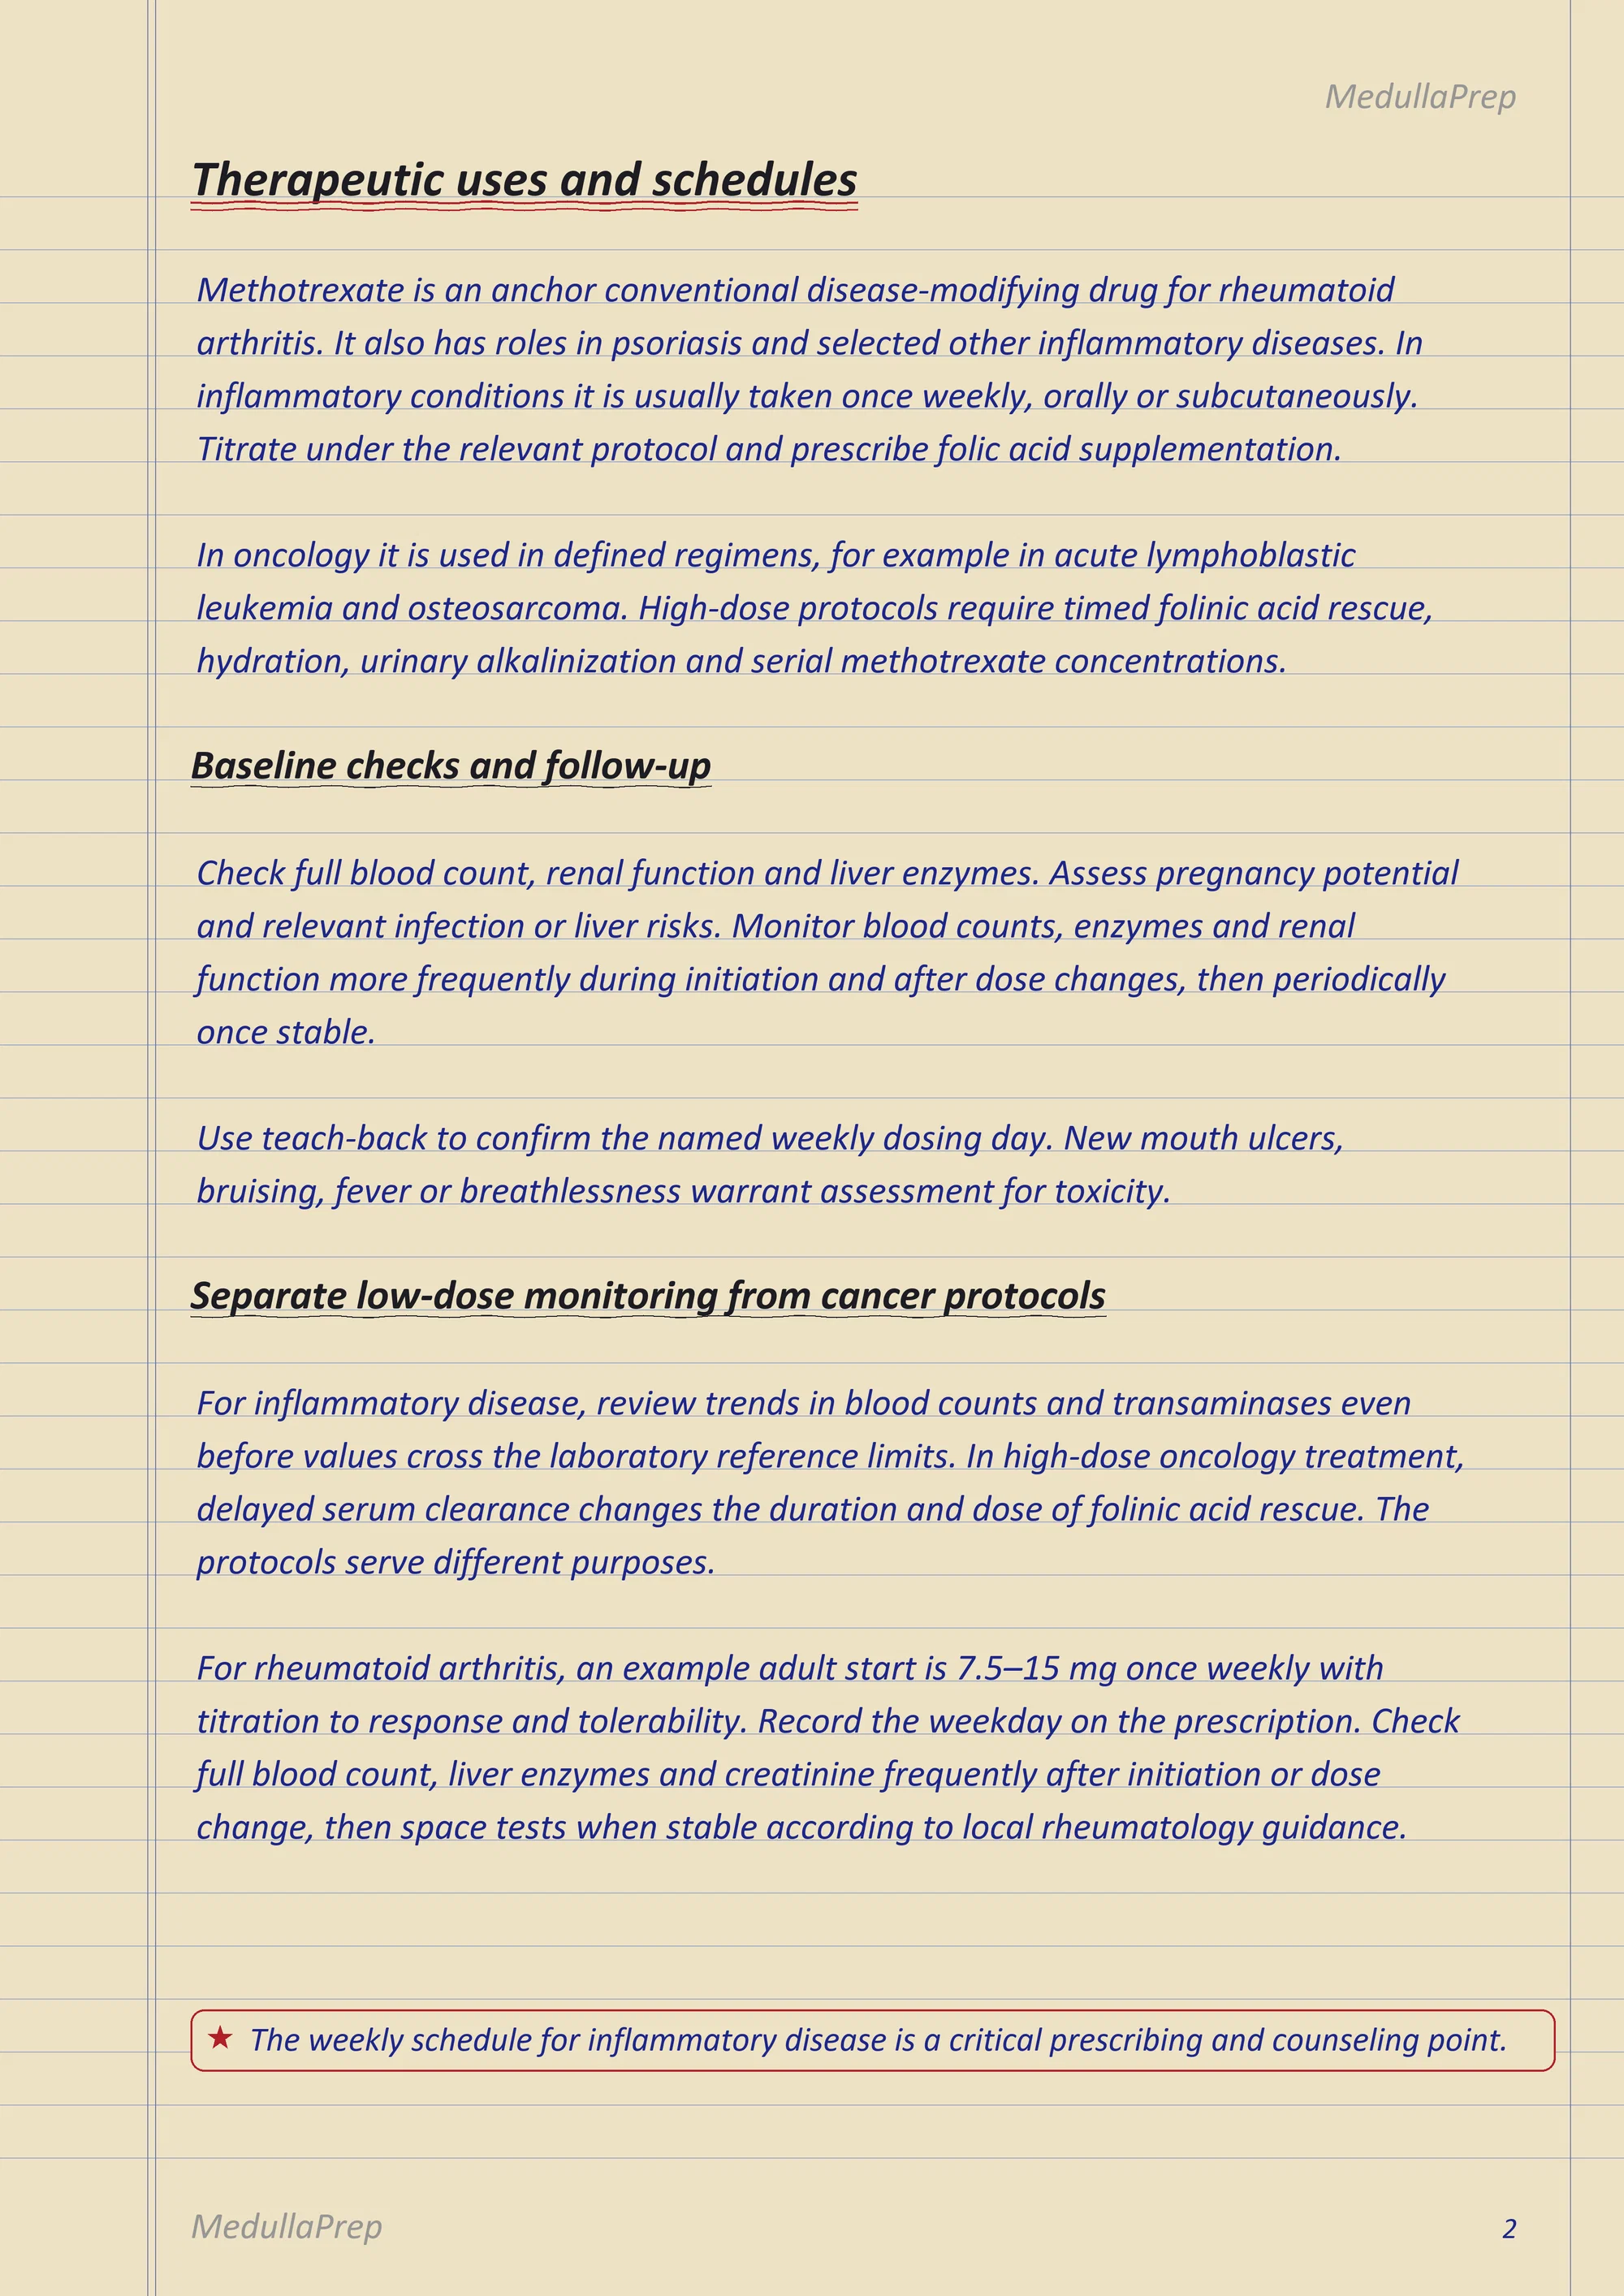 MedullaPrep
Therapeutic uses and schedules
Methotrexate is an anchor conventional disease-modifying drug for rheumatoid
arthritis. It also has roles in psoriasis and selected other inflammatory diseases. In
inflammatory conditions it is usually taken once weekly, orally or subcutaneously.
Titrate under the relevant protocol and prescribe folic acid supplementation.
In oncology it is used in defined regimens, for example in acute lymphoblastic
leukemia and osteosarcoma. High-dose protocols require timed folinic acid rescue,
hydration, urinary alkalinization and serial methotrexate concentrations.
Baseline checks and follow-up
Check full blood count, renal function and liver enzymes. Assess pregnancy potential
and relevant infection or liver risks. Monitor blood counts, enzymes and renal
function more frequently during initiation and after dose changes, then periodically
once stable.
Use teach-back to confirm the named weekly dosing day. New mouth ulcers,
bruising, fever or breathlessness warrant assessment for toxicity.
Separate low-dose monitoring from cancer protocols
For inflammatory disease, review trends in blood counts and transaminases even
before values cross the laboratory reference limits. In high-dose oncology treatment,
delayed serum clearance changes the duration and dose of folinic acid rescue. The
protocols serve different purposes.
For rheumatoid arthritis, an example adult start is 7.5–15 mg once weekly with
titration to response and tolerability. Record the weekday on the prescription. Check
full blood count, liver enzymes and creatinine frequently after initiation or dose
change, then space tests when stable according to local rheumatology guidance.
★ The weekly schedule for inflammatory disease is a critical prescribing and counseling point.
MedullaPrep
2